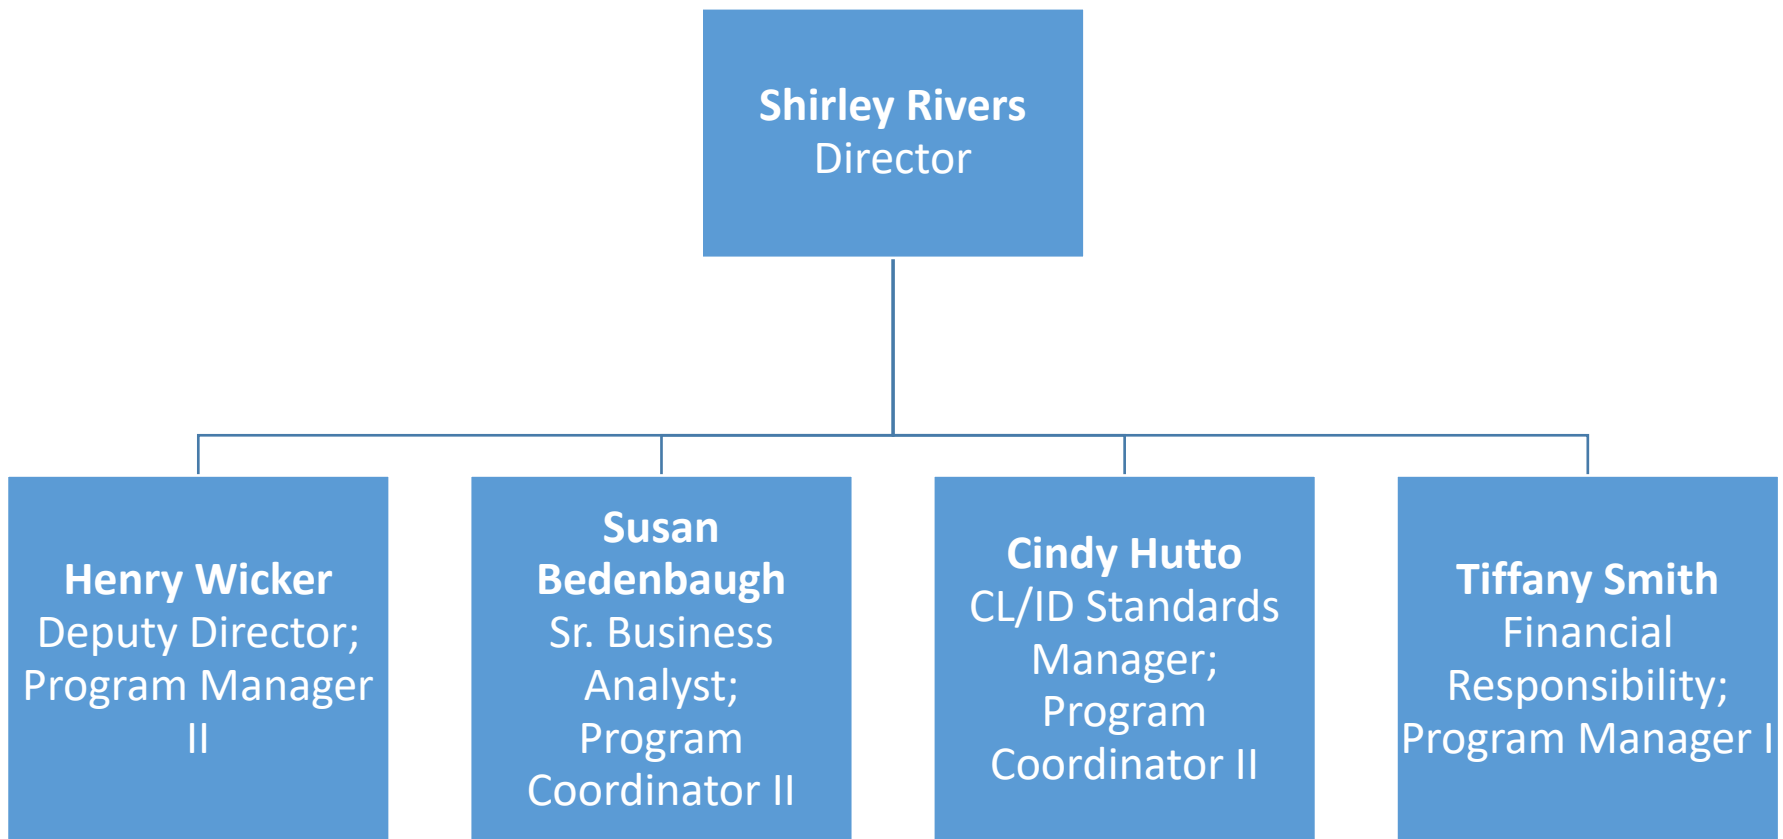 Shirley Rivers
Director
Henry Wicker
Deputy Director;
Program Manager
II
Susan
Bedenbaugh
Sr. Business
Analyst;
Program
Coordinator II
Cindy Hutto
CL/ID Standards
Manager;
Program
Coordinator II
Tiffany Smith
Financial
Responsibility;
Program Manager I